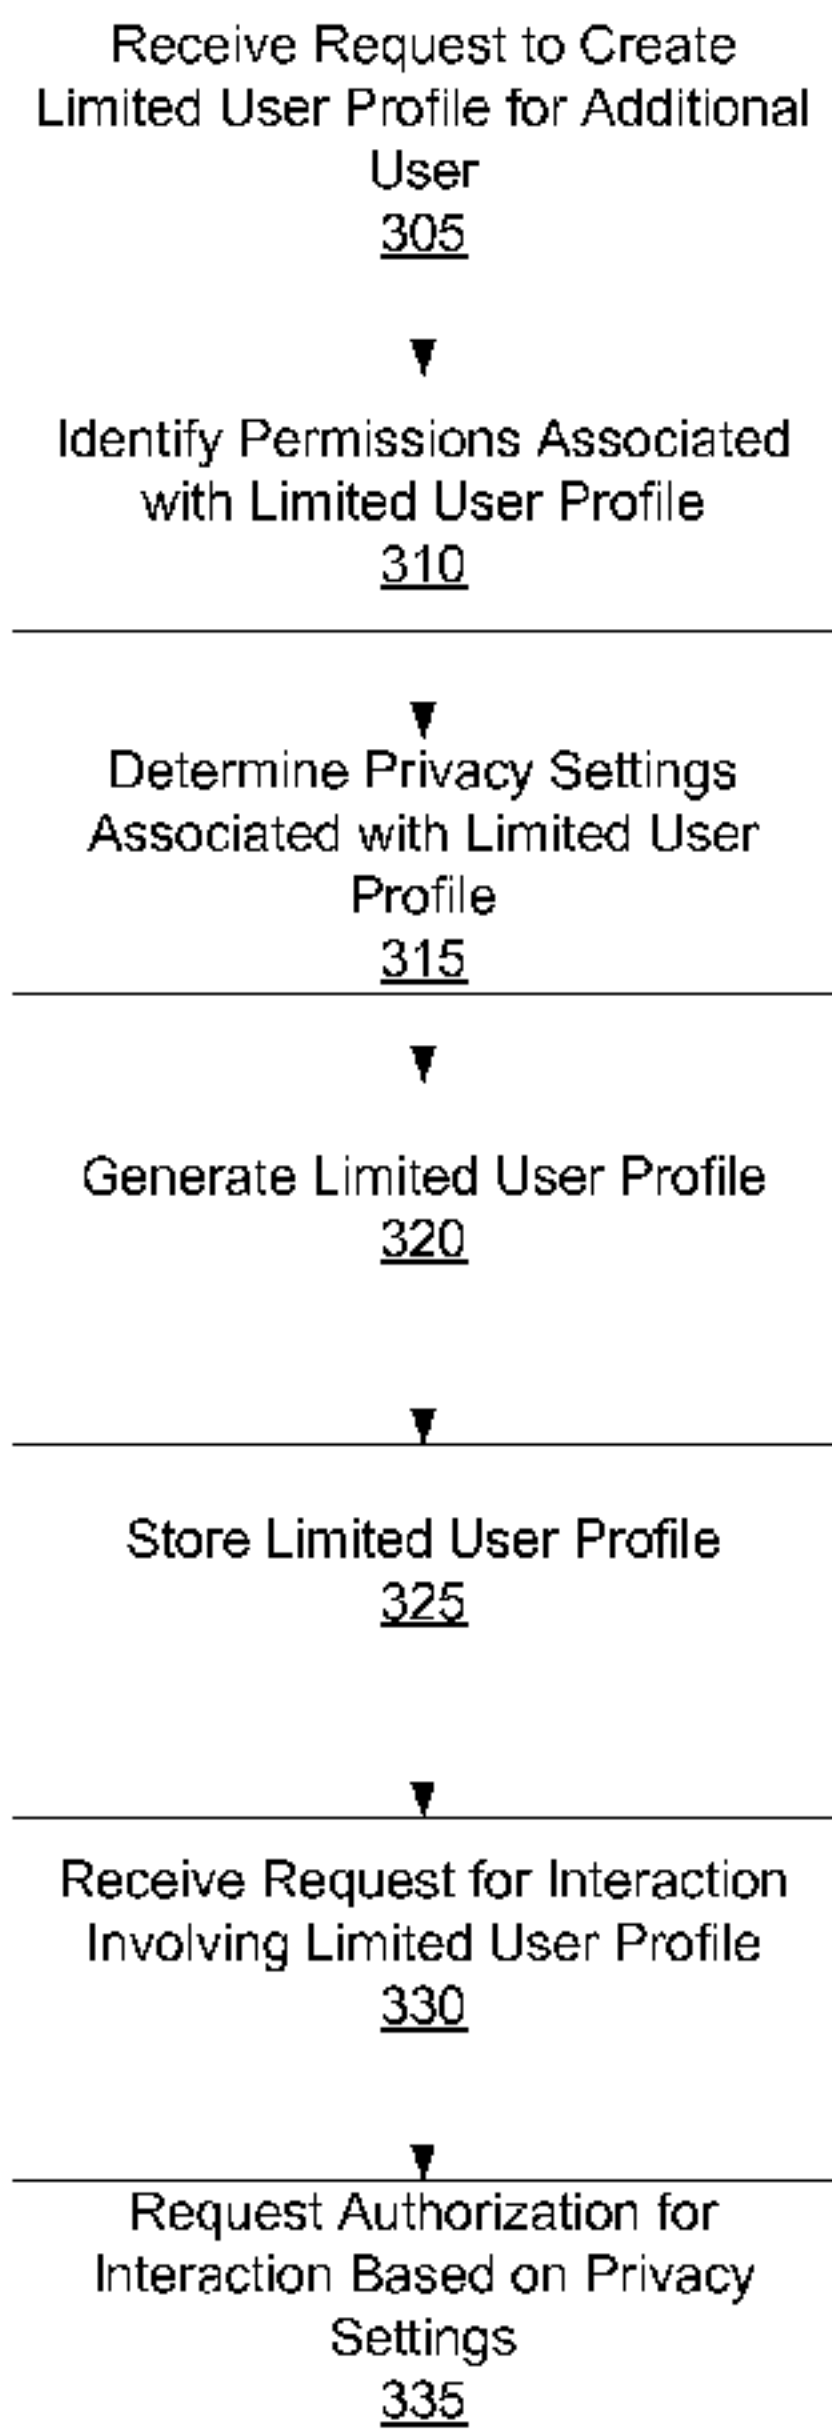 Receive Request to Create
Limited User Profile for Additional
User
305
Identify Permissions Associated
with Limited User Profile
310
Determine Privacy Settings
Associated with Limited User
Profile
315
Generate Limited User Profile
320
Store Limited User Profile
325
Receive Request for Interaction
Involving Limited User Profile
330
Request Authorization for
Interaction Based on Privacy
Settings
335